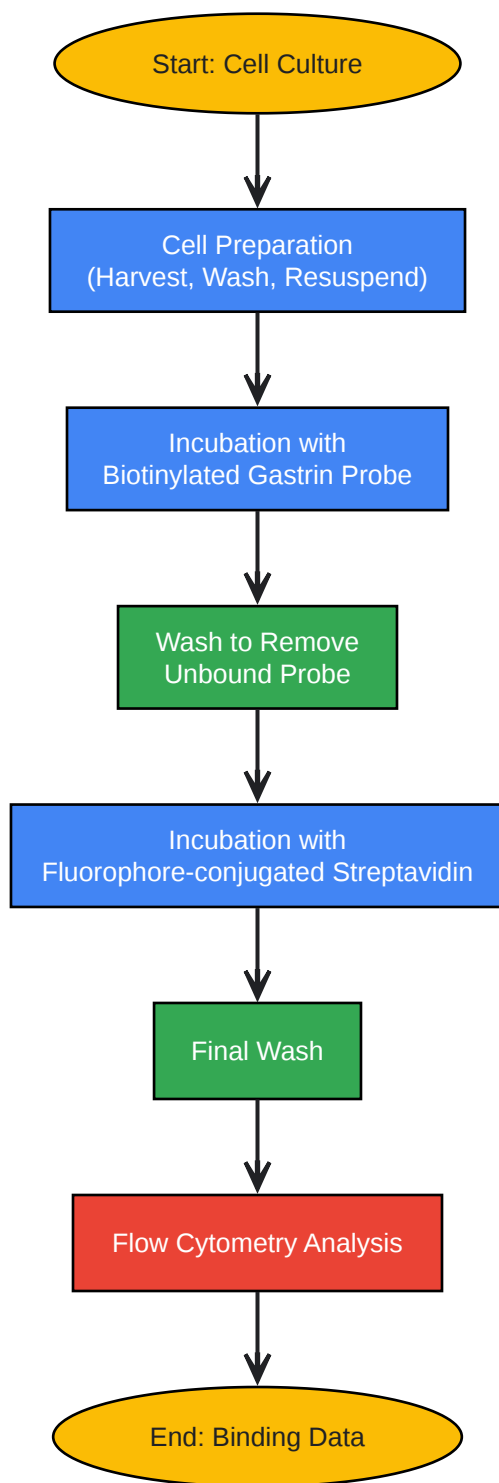 Start: Cell Culture
Cell Preparation
(Harvest, Wash, Resuspend)
Incubation with
Biotinylated Gastrin Probe
Wash to Remove
Unbound Probe
Incubation with
Fluorophore-conjugated Streptavidin
Final Wash
Flow Cytometry Analysis
End: Binding Data